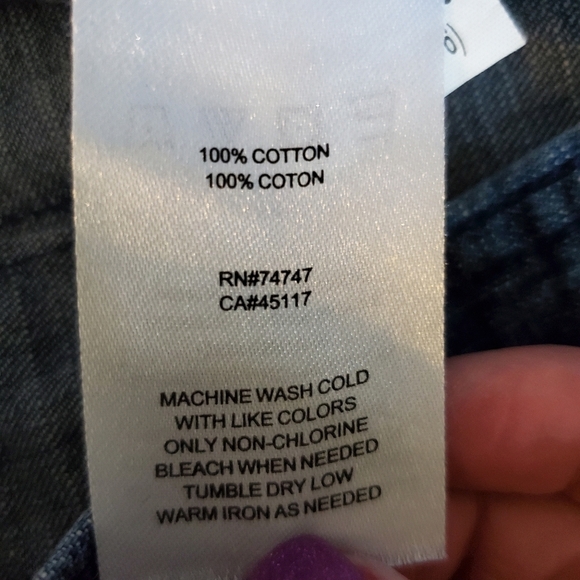 100% COTTON
100% COTON
RN#74747
CA#45117
MACHINE WASH COLD
WITH LIKE COLORS
ONLY NON-CHLORINE
BLEACH WHEN NEEDED
TUMBLE DRY LOW
WARM IRON AS NEEDED